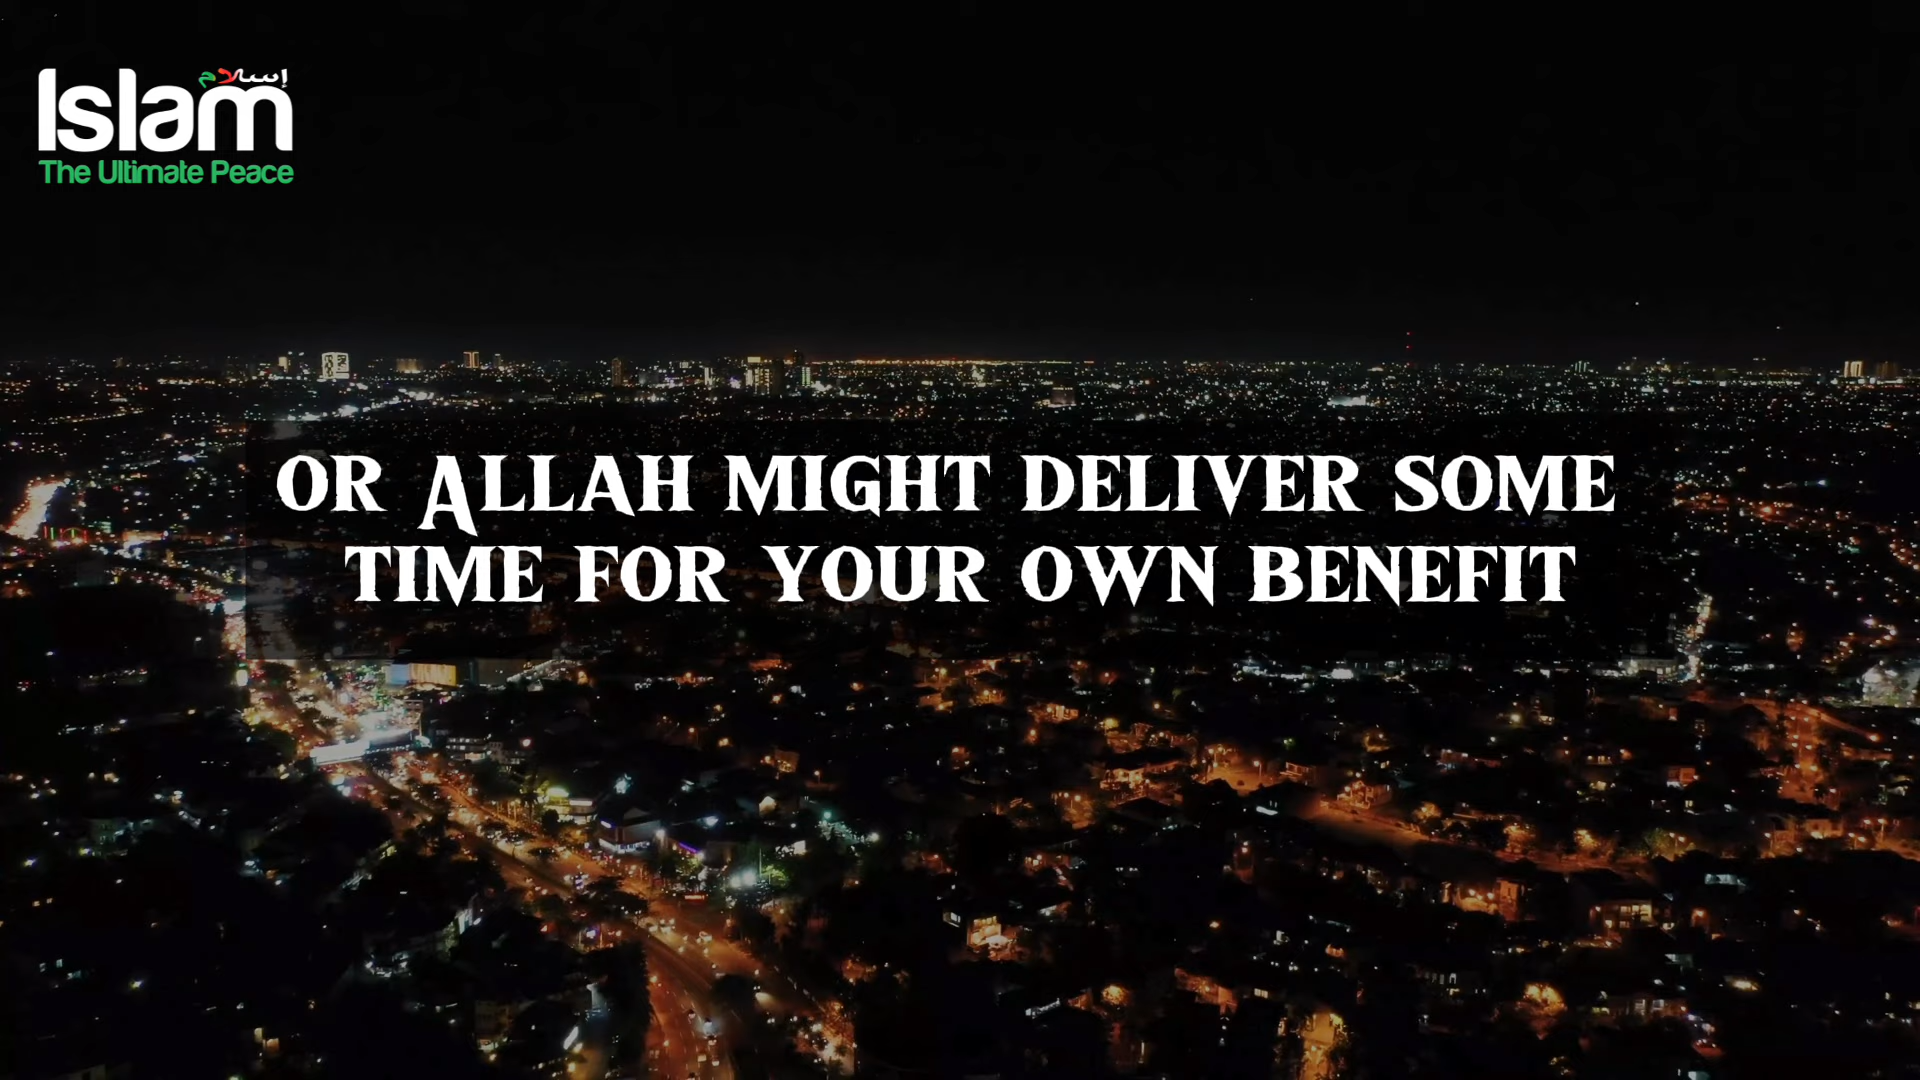 إسلام
Islam
The Ultimate Peace
OR ALLAH MIGHT DELIVER SOME
TIME FOR YOUR OWN BENEFIT